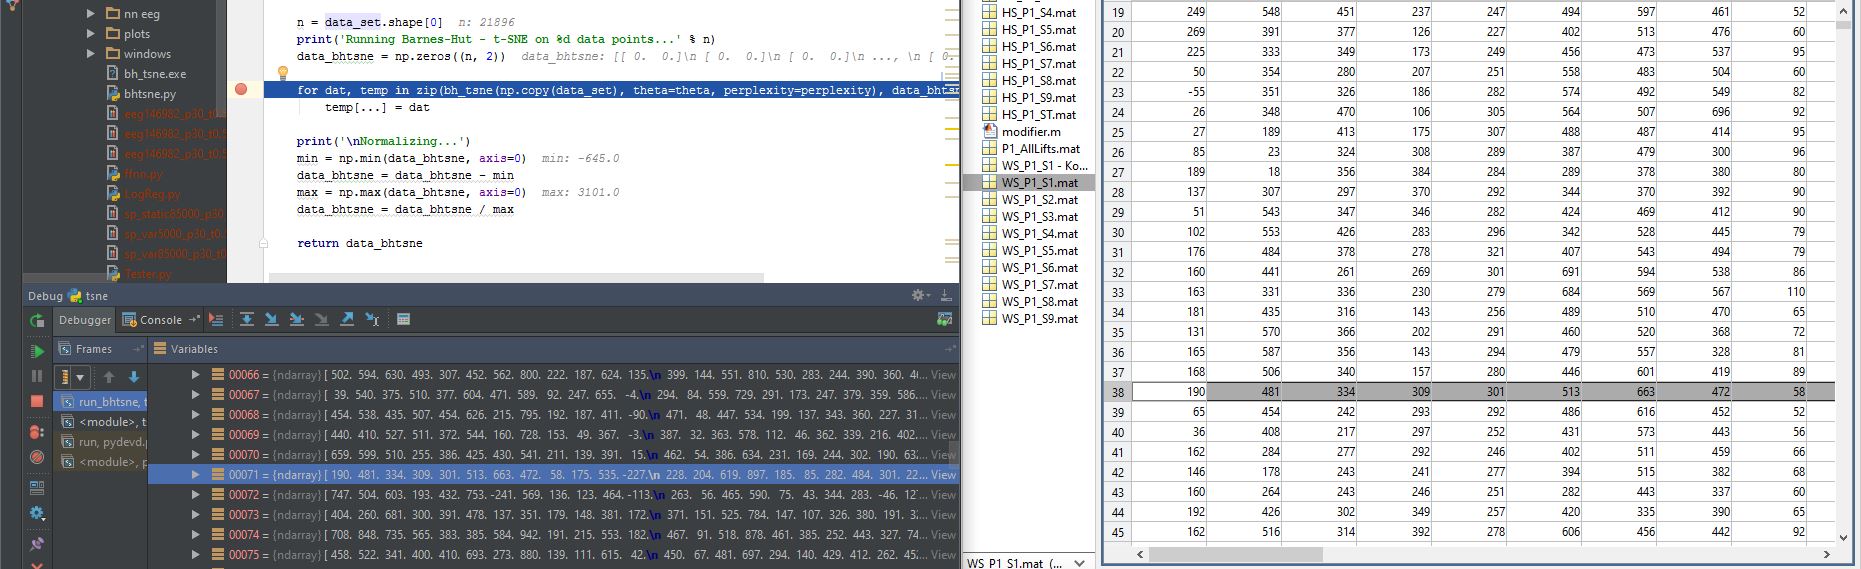 nn eeg
plots
windows
bh_tsne.exe
bhtsne.py
eeg146982_p30_t0.
eeg146982_p30_t0.
eeg146982_p30_t0.5
ffnn.py
LogReg.py
sp_static85000_p30
sp_var5000_p30_t0.
sp_var85000_p30_t0
Tester.py
n = data_set.shape[0]  n: 21896
print('Running Barnes-Hut - t-SNE on %d data points...' % n)
data_bhtsne = np.zeros((n, 2))  data_bhtsne: [[ 0.  0.]\n [ 0.  0.]\n [ 0.  0.]\n ..., \n [ 0.
for dat, temp in zip(bh_tsne(np.copy(data_set), theta=theta, perplexity=perplexity), data_bhtsn
temp[...] = dat
print('\nNormalizing...')
min = np.min(data_bhtsne, axis=0)  min: -645.0
data_bhtsne = data_bhtsne - min
max = np.max(data_bhtsne, axis=0)  max: 3101.0
data_bhtsne = data_bhtsne / max
return data_bhtsne
Debug tsne
Debugger Console
Frames Variables
run_bhtsne, t
<module>, t
run, pydevd.p
<module>, p
00066 = {ndarray} [ 502. 594. 630. 493. 307. 452. 562. 800. 222. 187. 624. 135.\n 399. 144. 551. 810. 530. 283. 244. 390. 360. 4(... View
00067 = {ndarray} [ 39. 540. 375. 510. 377. 604. 471. 589. 92. 247. 655. -4.\n 294. 84. 559. 729. 291. 173. 247. 379. 359. 586.... View
00068 = {ndarray} [ 454. 538. 435. 507. 454. 626. 215. 795. 192. 187. 411. -90.\n 471. 48. 447. 534. 199. 137. 343. 360. 227. 31... View
00069 = {ndarray} [ 440. 410. 527. 511. 372. 544. 160. 728. 153. 49. 367. -3.\n 387. 32. 363. 578. 112. 46. 362. 339. 216. 402.... View
00070 = {ndarray} [ 659. 599. 510. 255. 386. 425. 430. 541. 211. 139. 391. 15.\n 462. 54. 386. 634. 231. 169. 244. 302. 190. 63... View
00071 = {ndarray} [ 190. 481. 334. 309. 301. 513. 663. 472. 58. 175. 535. -227.\n 228. 204. 619. 897. 185. 85. 282. 484. 301. 22... View
00072 = {ndarray} [ 747. 504. 603. 193. 432. 753. -241. 569. 136. 123. 464. -113.\n 263. 56. 465. 590. 75. 43. 344. 283. -46. 12... View
00073 = {ndarray} [ 404. 260. 681. 300. 391. 478. 137. 351. 179. 148. 381. 172.\n 371. 151. 525. 784. 147. 107. 326. 380. 191. 3... View
00074 = {ndarray} [ 708. 848. 735. 565. 383. 385. 584. 942. 191. 215. 553. 182.\n 467. 91. 518. 878. 461. 385. 252. 443. 327. 74... View
00075 = {ndarray} [ 458. 522. 341. 400. 410. 693. 273. 880. 139. 111. 615. 42.\n 450. 67. 481. 697. 294. 140. 429. 412. 262. 45... View
HS_P1_S4.mat
HS_P1_S5.mat
HS_P1_S6.mat
HS_P1_S7.mat
HS_P1_S8.mat
HS_P1_S9.mat
HS_P1_ST.mat
modifier.m
P1_AllLifts.mat
WS_P1_S1 - Ko...
WS_P1_S1.mat
WS_P1_S2.mat
WS_P1_S3.mat
WS_P1_S4.mat
WS_P1_S5.mat
WS_P1_S6.mat
WS_P1_S7.mat
WS_P1_S8.mat
WS_P1_S9.mat
WS_P1_S1.mat (...
19 249 548 451 237 247 494 597 461 52
20 269 391 377 126 227 402 513 476 60
21 225 333 349 173 249 456 473 537 95
22 50 354 280 207 251 558 483 504 60
23 -55 351 326 186 282 574 492 549 82
24 26 348 470 106 305 564 507 696 92
25 27 189 413 175 307 488 487 414 95
26 85 23 324 308 289 387 479 300 96
27 189 18 356 384 284 289 378 380 80
28 137 307 297 370 292 344 370 392 90
29 51 543 347 346 282 424 469 412 90
30 102 553 426 283 296 342 528 445 79
31 176 484 378 278 321 407 543 494 79
32 160 441 261 269 301 691 594 538 86
33 163 331 336 230 279 684 569 567 110
34 181 435 316 143 256 489 510 470 65
35 131 570 366 202 291 460 520 368 72
36 165 587 356 143 294 479 557 328 81
37 168 506 340 157 280 446 601 419 89
38 190 481 334 309 301 513 663 472 58
39 65 454 242 293 292 486 616 452 52
40 36 408 217 297 252 431 573 443 56
41 162 284 277 292 246 402 511 459 66
42 146 178 243 241 277 394 515 382 68
43 160 264 243 246 251 282 443 337 60
44 192 426 302 349 257 420 335 390 65
45 162 516 314 392 278 606 456 442 92